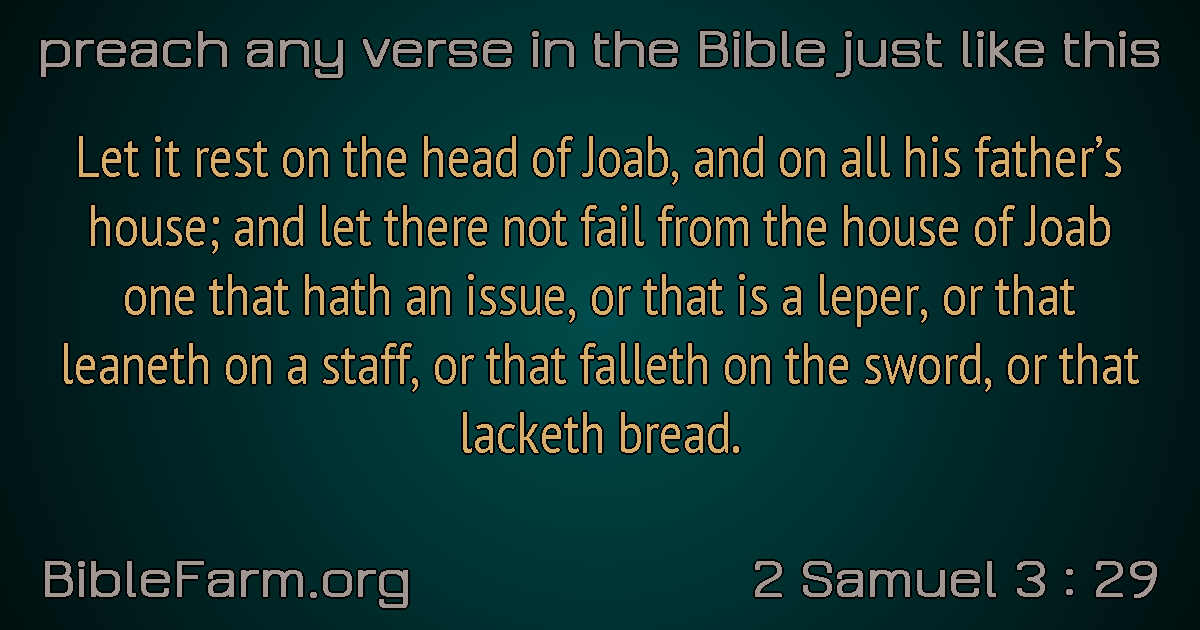 preach any verse in the Bible just like this
Let it rest on the head of Joab, and on all his father’s
house; and let there not fail from the house of Joab
one that hath an issue, or that is a leper, or that
leaneth on a staff, or that falleth on the sword, or that
lacketh bread.
BibleFarm.org
2 Samuel 3 : 29